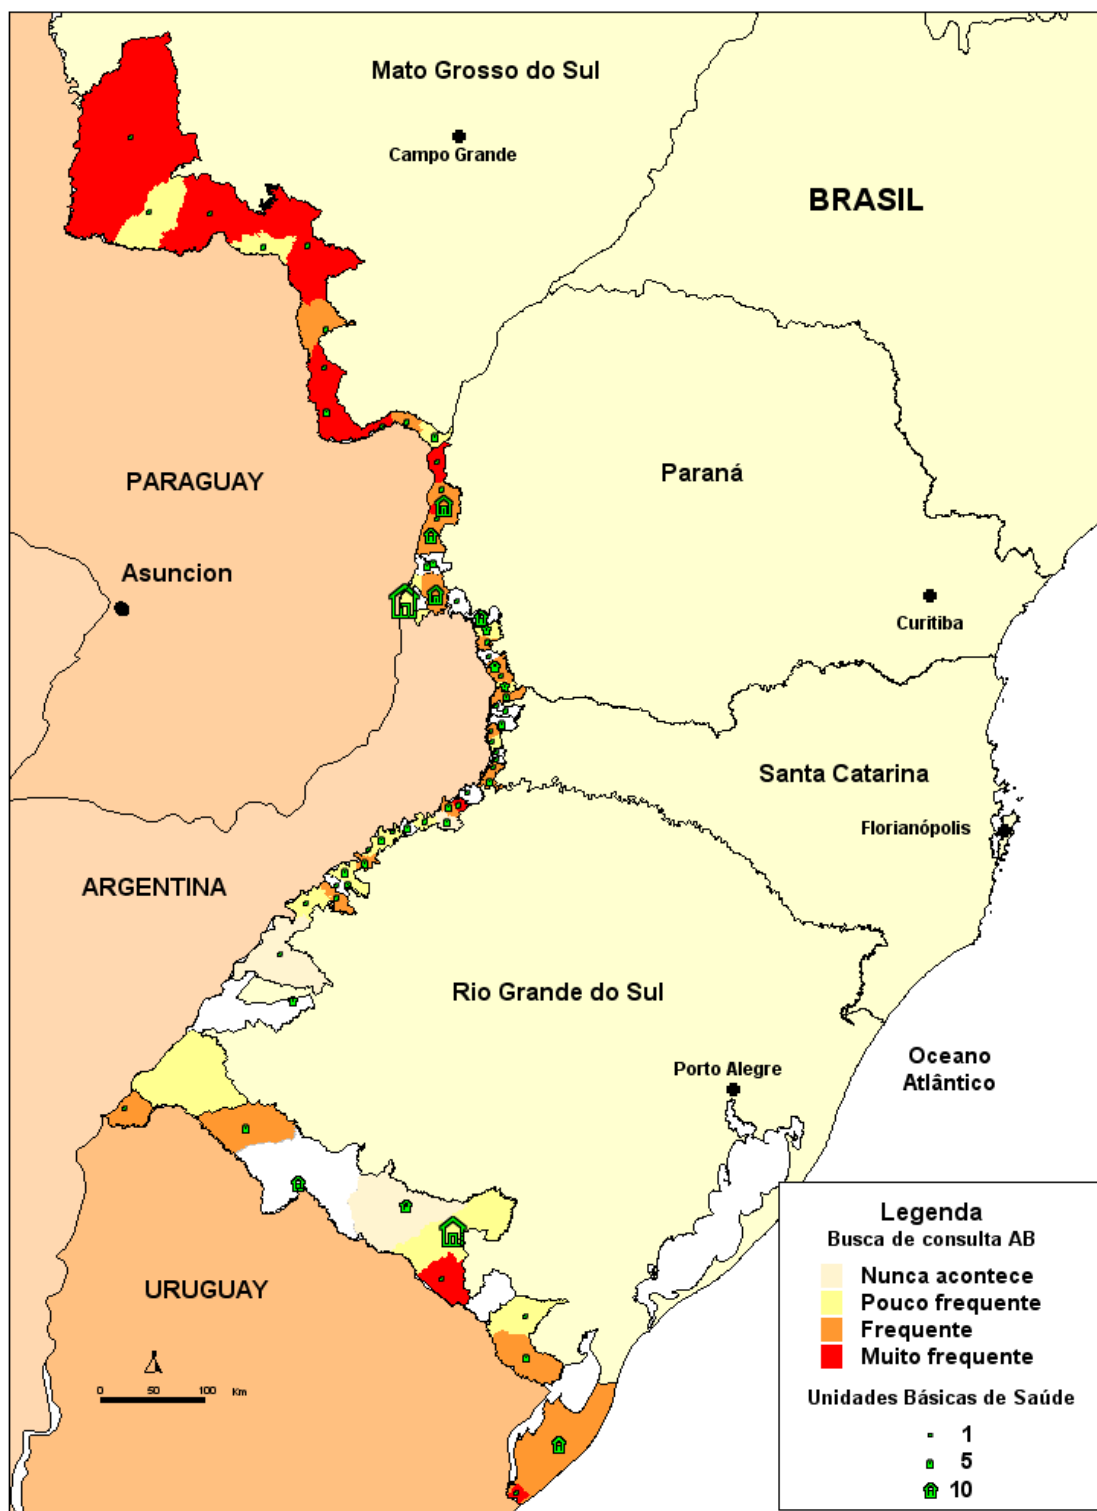 Mato Grosso do Sul
Campo Grande
BRASIL
PARAGUAY
Paraná
Asuncion
Curitiba
Santa Catarina
Florianópolis
ARGENTINA
Rio Grande do Sul
Porto Alegre
Oceano
Atlântico
URUGUAY
0 50 100 Km
Legenda
Busca de consulta AB
Nunca acontece
Pouco frequente
Frequente
Muito frequente
Unidades Básicas de Saúde
1
5
10